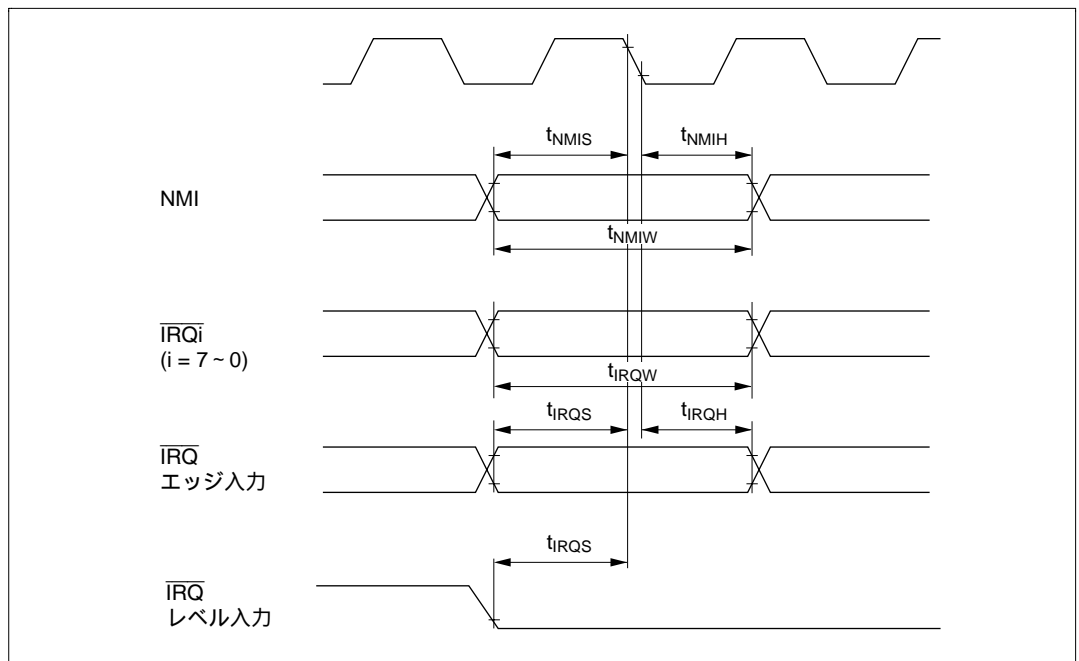 tNMIS
tNMIH
NMI
tNMIW
IRQi
(i = 7 ~ 0)
tIRQW
tIRQS
tIRQH
IRQ
エッジ入力
tIRQS
IRQ
レベル入力